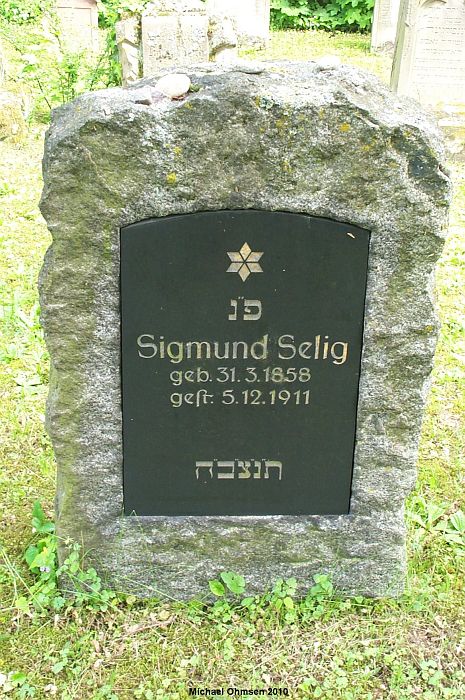 פ״נ
Sigmund Selig
geb. 31. 3. 1858
gest. 5. 12. 1911
תנצבה
Michael Ohmsen 2010